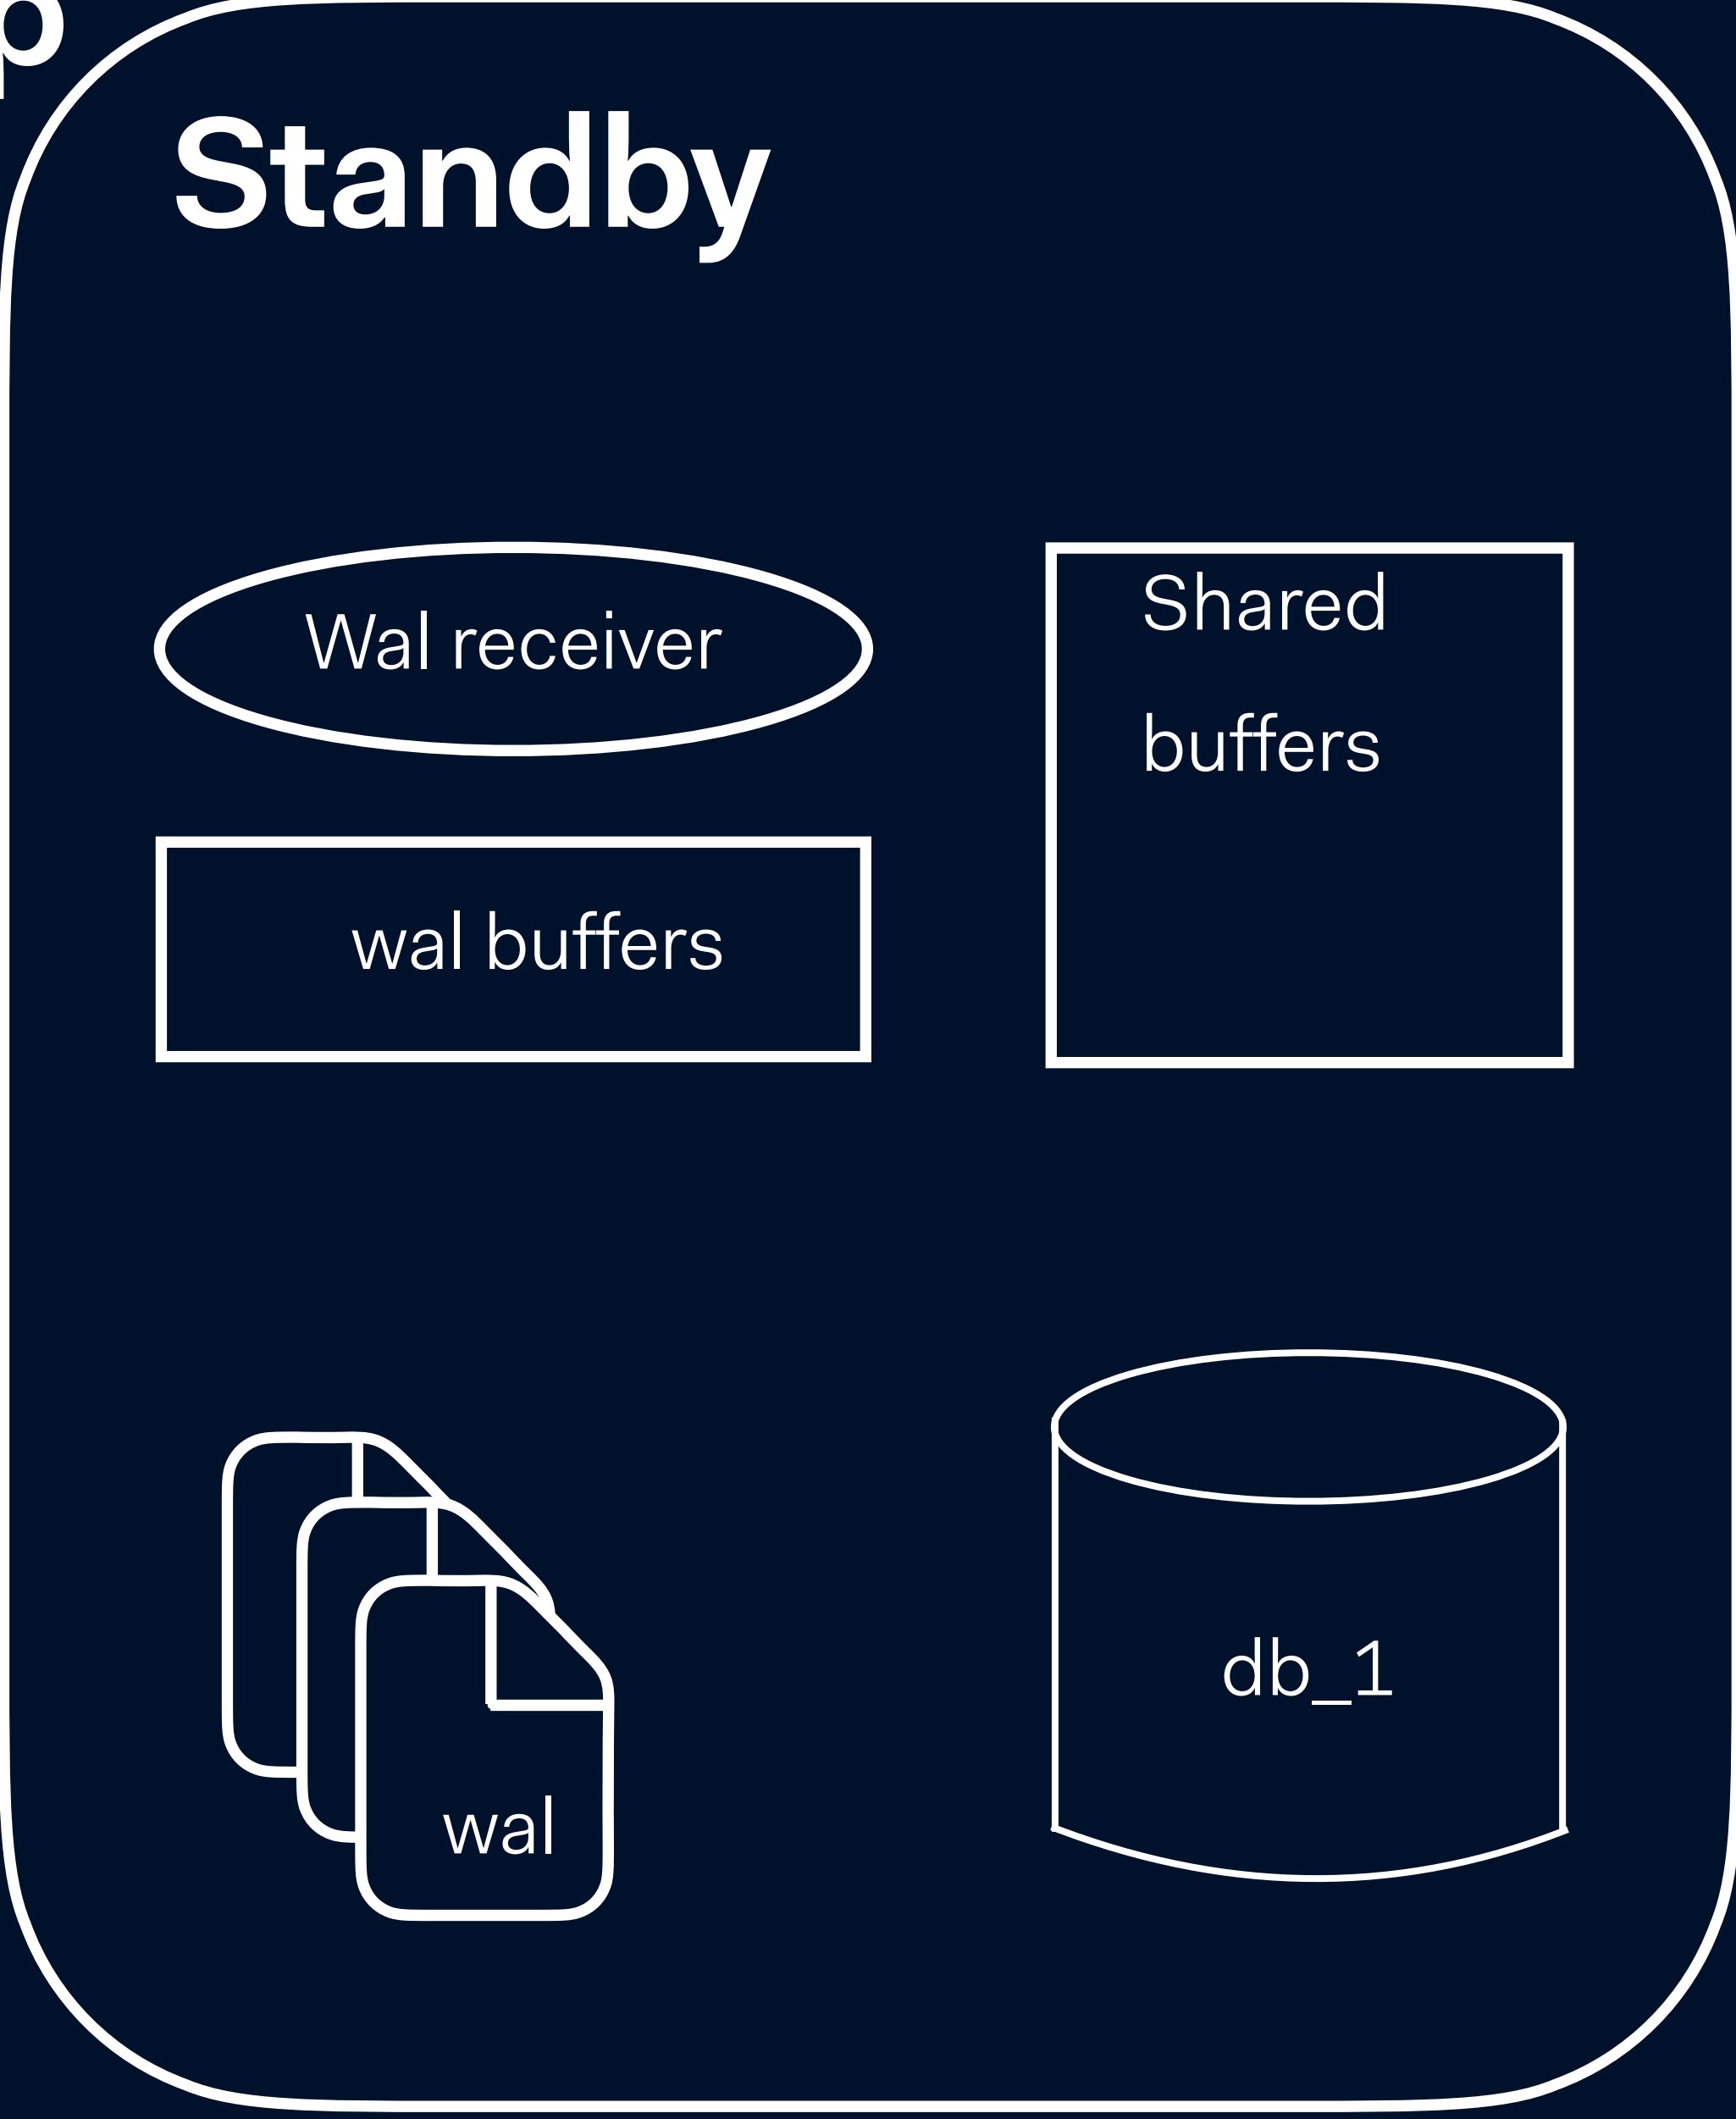 Standby
Wal receiver
Shared
buffers
wal buffers
db_1
wal